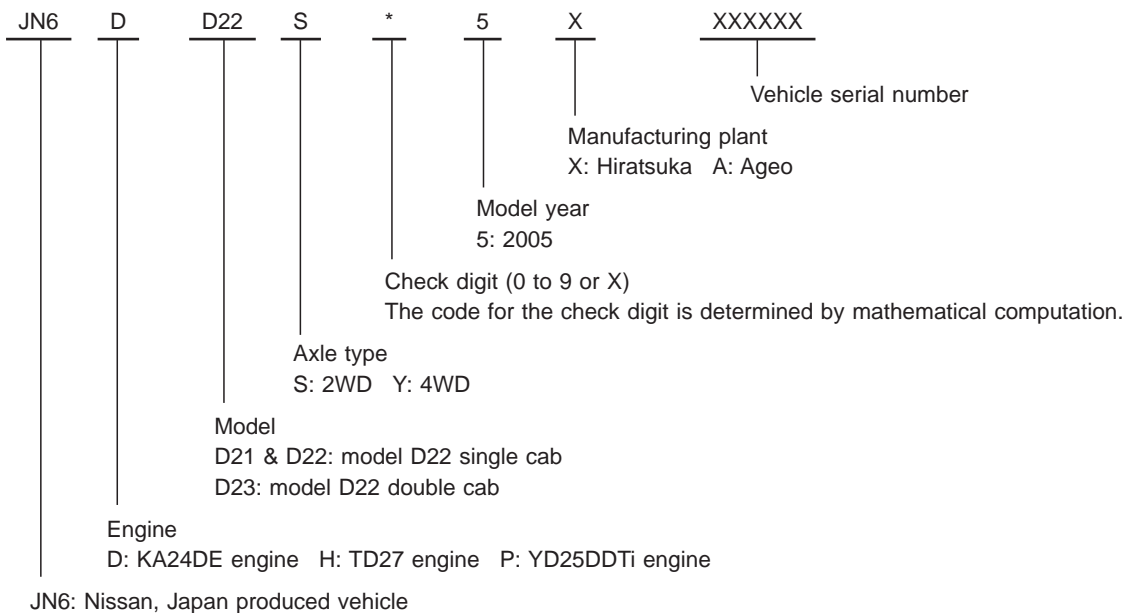 JN6 D D22 S * 5 X XXXXXX
Vehicle serial number
Manufacturing plant
X: Hiratsuka A: Ageo
Model year
5: 2005
Check digit (0 to 9 or X)
The code for the check digit is determined by mathematical computation.
Axle type
S: 2WD Y: 4WD
Model
D21 & D22: model D22 single cab
D23: model D22 double cab
Engine
D: KA24DE engine H: TD27 engine P: YD25DDTi engine
JN6: Nissan, Japan produced vehicle